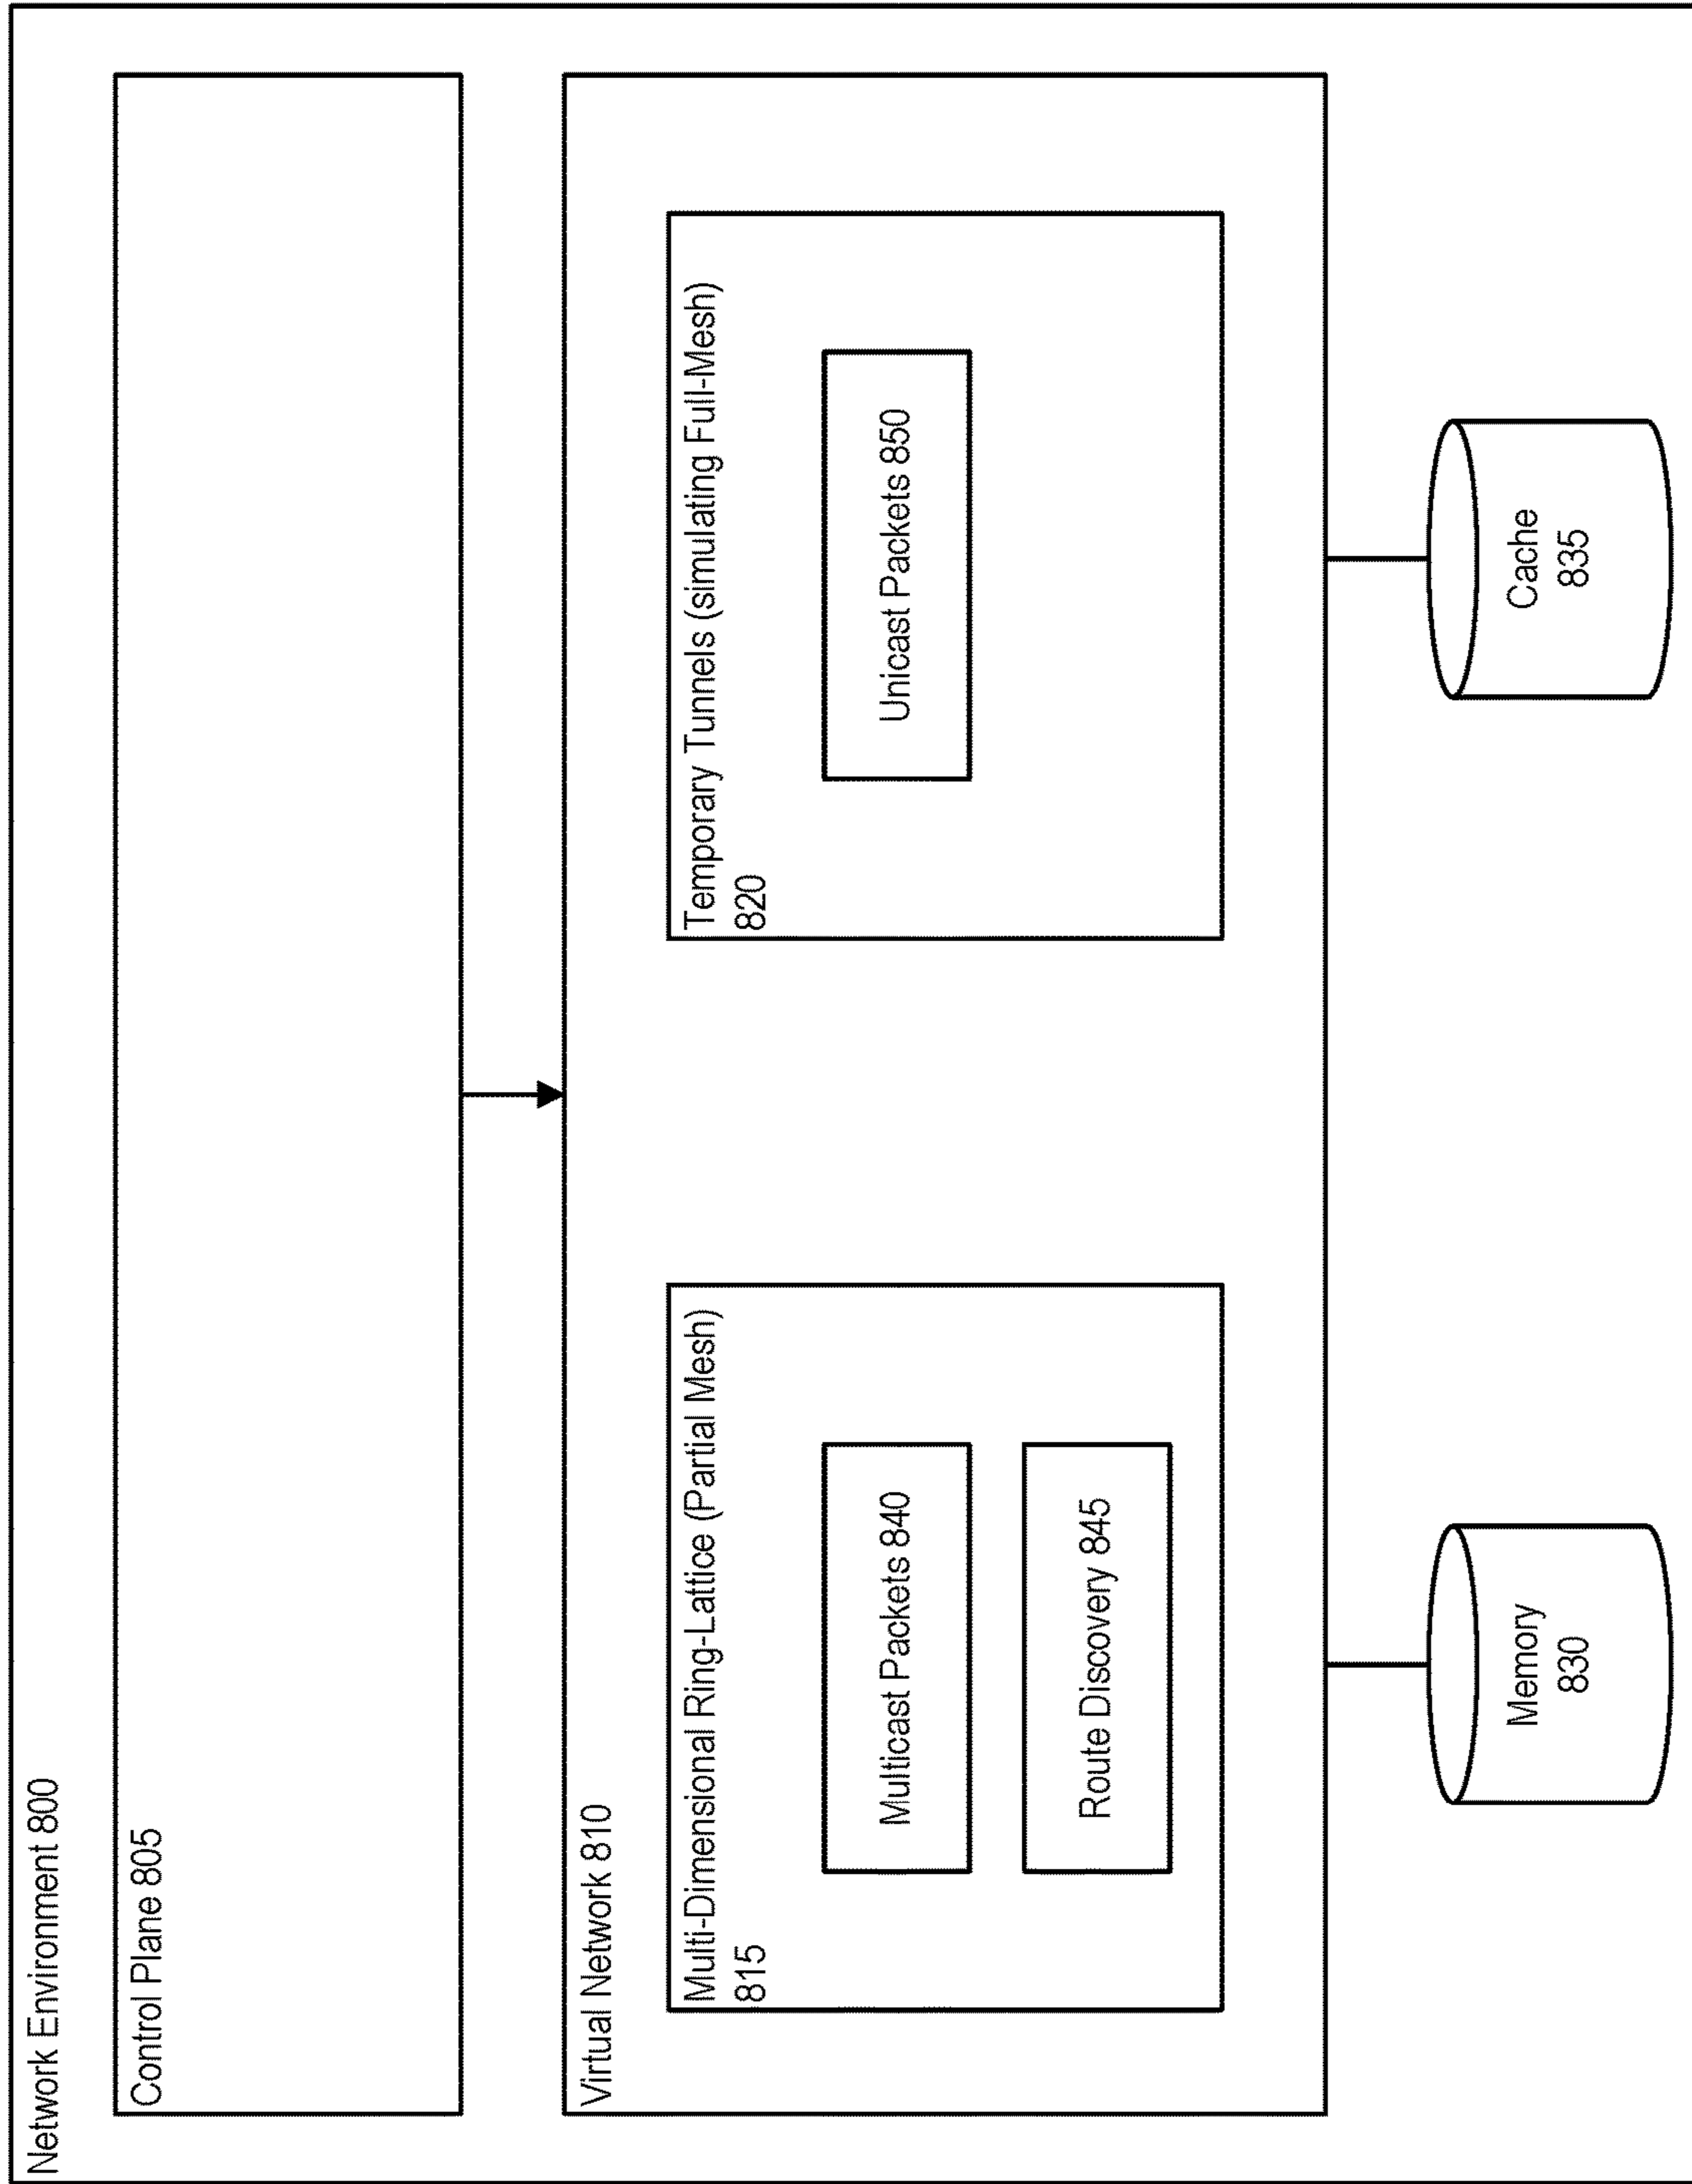 Network Environment 800
Control Plane 805
Virtual Network 810
Multi-Dimensional Ring-Lattice (Partial Mesh)
815
Multicast Packets 840
Route Discovery 845
Temporary Tunnels (simulating Full-Mesh)
820
Unicast Packets 850
Memory
830
Cache
835